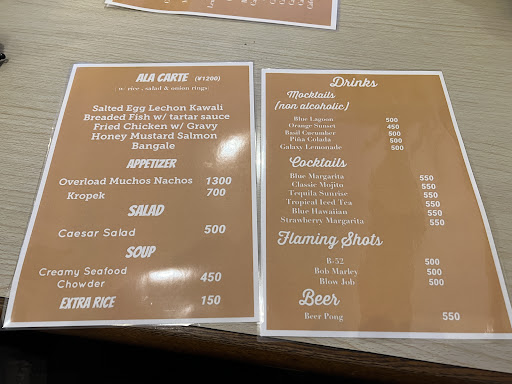 ALA CARTE (¥1200)
( w/ rice , salad & onion rings)
Salted Egg Lechon Kawali
Breaded Fish w/ tartar sauce
Fried Chicken w/ Gravy
Honey Mustard Salmon
Bangale
APPETIZER
Overload Muchos Nachos 1300
Kropek 700
SALAD
Caesar Salad 500
SOUP
Creamy Seafood
Chowder 450
EXTRA RICE 150
Drinks
Mocktails
(non alcoholic)
Blue Lagoon 500
Orange Sunset 450
Basil Cucumber 500
Piña Colada 500
Galaxy Lemonade 500
Cocktails
Blue Margarita 550
Classic Mojito 550
Tequila Sunrise 550
Tropical Iced Tea 550
Blue Hawaiian 550
Strawberry Margarita 550
Flaming Shots
B-52 500
Bob Marley 500
Blow Job 500
Beer
Beer Pong 550